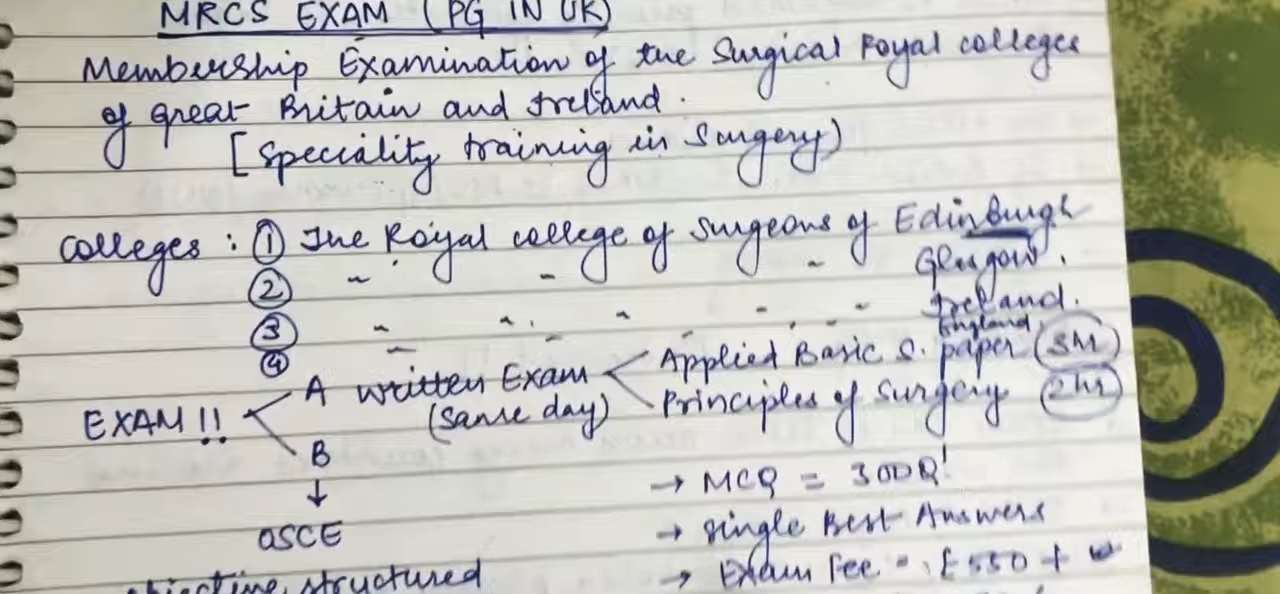 MRCS EXAM (PG IN UK)
Membership Examination of the Surgical Royal colleges
of great Britain and Ireland.
[Speciality training in Surgery)
Colleges : ① The Royal college of Surgeons of Edinburgh
② " " " Glasgow.
③ " " " " " " Ireland.
④ " " England.
EXAM !!
A written Exam
(Same day)
Applied Basic S. paper (3hr)
Principles of Surgery (2hr)
B
↓
OSCE
objective structured
→ MCQ = 300Q!
→ Single Best Answers
→ Exam Fee = £550 +